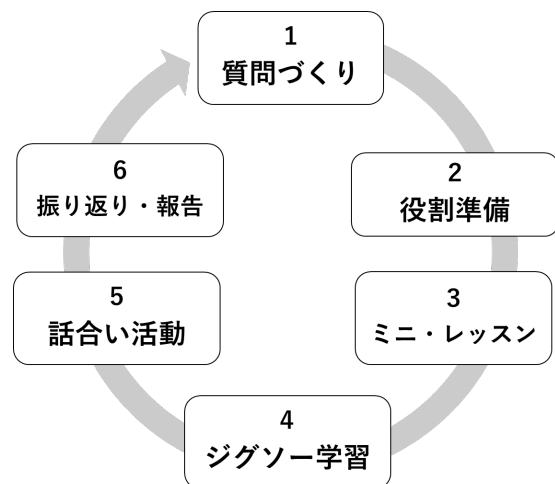 1
質問づくり
2
役割準備
3
ミニ・レッスン
4
ジグソー学習
5
話合い活動
6
振り返り・報告